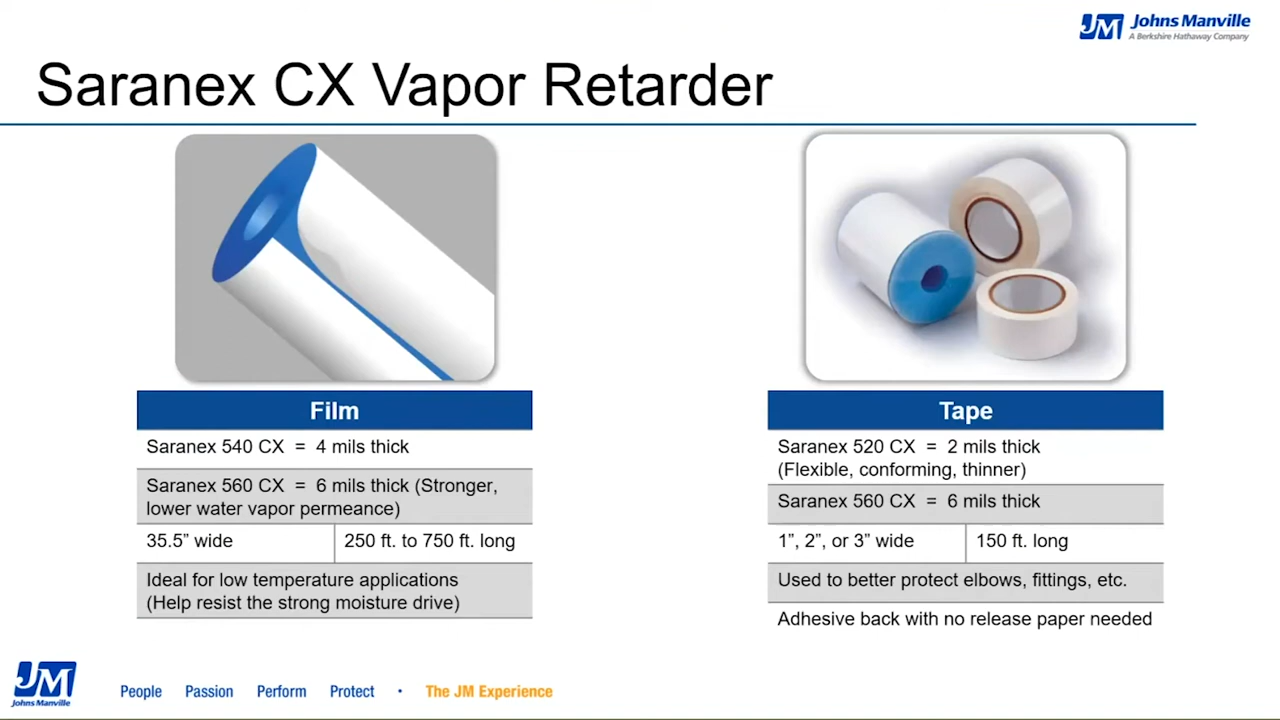 JM Johns Manville
A Berkshire Hathaway Company
Saranex CX Vapor Retarder
Film
Saranex 540 CX = 4 mils thick
Saranex 560 CX = 6 mils thick (Stronger,
lower water vapor permeance)
35.5” wide
250 ft. to 750 ft. long
Ideal for low temperature applications
(Help resist the strong moisture drive)
Tape
Saranex 520 CX = 2 mils thick
(Flexible, conforming, thinner)
Saranex 560 CX = 6 mils thick
1”, 2”, or 3” wide
150 ft. long
Used to better protect elbows, fittings, etc.
Adhesive back with no release paper needed
JM
Johns Manville
People Passion Perform Protect • The JM Experience